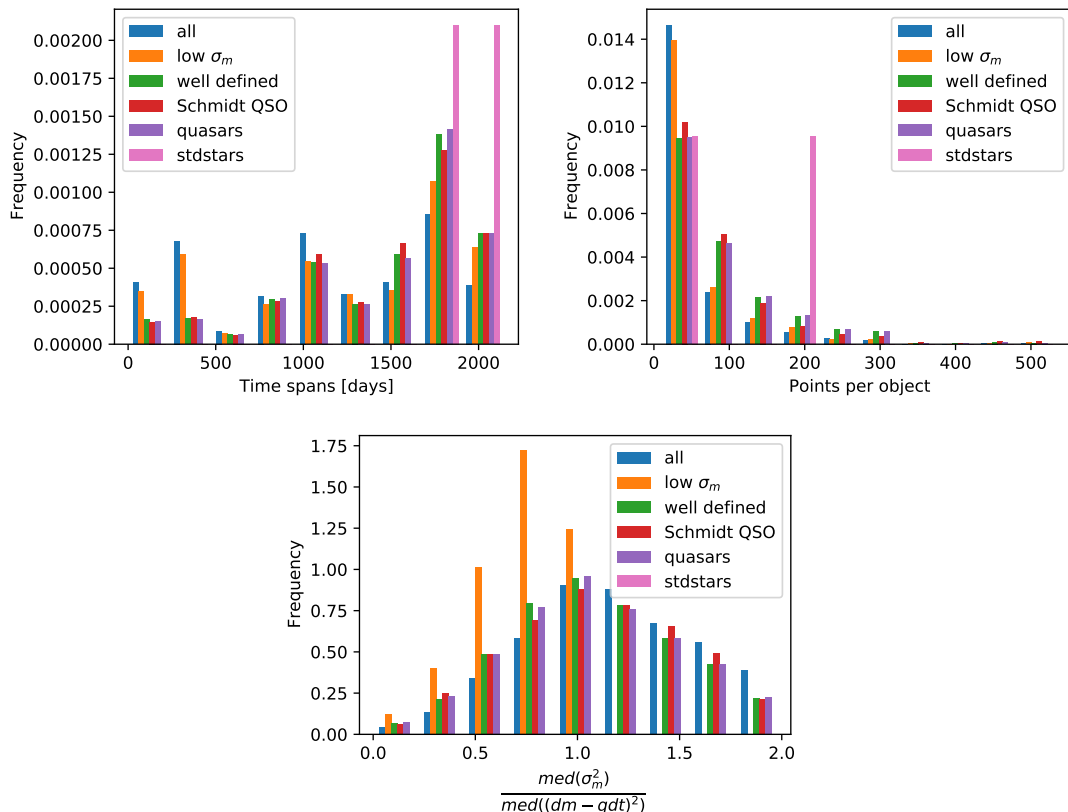 all
low σm
well defined
Schmidt QSO
quasars
stdstars
Frequency
0.00200
0.00175
0.00150
0.00125
0.00100
0.00075
0.00050
0.00025
0.00000
0 500 1000 1500 2000
Time spans [days]
all
low σm
well defined
Schmidt QSO
quasars
stdstars
Frequency
0.014
0.012
0.010
0.008
0.006
0.004
0.002
0.000
0 100 200 300 400 500
Points per object
all
low σm
well defined
Schmidt QSO
quasars
stdstars
Frequency
1.75
1.50
1.25
1.00
0.75
0.50
0.25
0.00
0.0 0.5 1.0 1.5 2.0
med(σ²m)
med((dm − gdt)²)